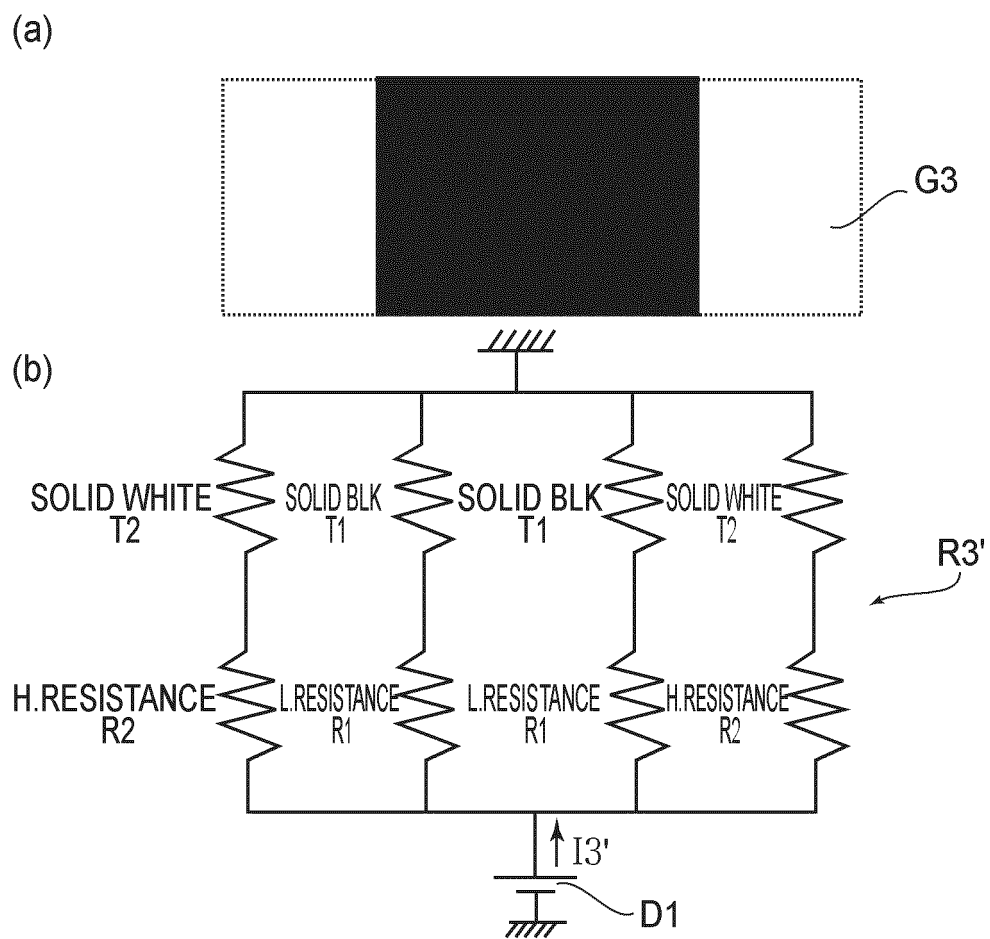 (a)
G3
(b)
SOLID WHITE
T2
SOLID BLK
T1
SOLID BLK
T1
SOLID WHITE
T2
R3'
H.RESISTANCE
R2
L.RESISTANCE
R1
L.RESISTANCE
R1
H.RESISTANCE
R2
I3'
D1